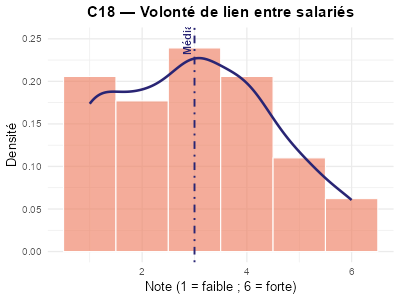 C18 — Volonté de lien entre salariés
0.25
0.20
0.15
0.10
0.05
0.00
Densité
2 4 6
Note (1 = faible ; 6 = forte)